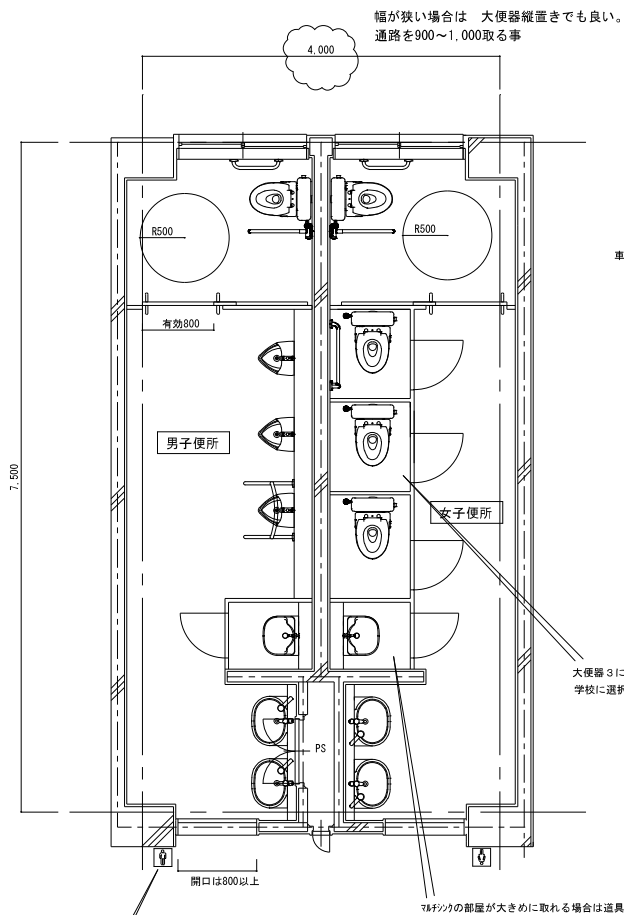 幅が狭い場合は 大便器縦置きでも良い。
通路を900～1,000取る事
4,000
R500
R500
車
有効800
男子便所
7,500
女子便所
大便器３に
学校に選択
PS
開口は800以上
ﾏﾙﾁｼﾝｸの部屋が大きめに取れる場合は道具